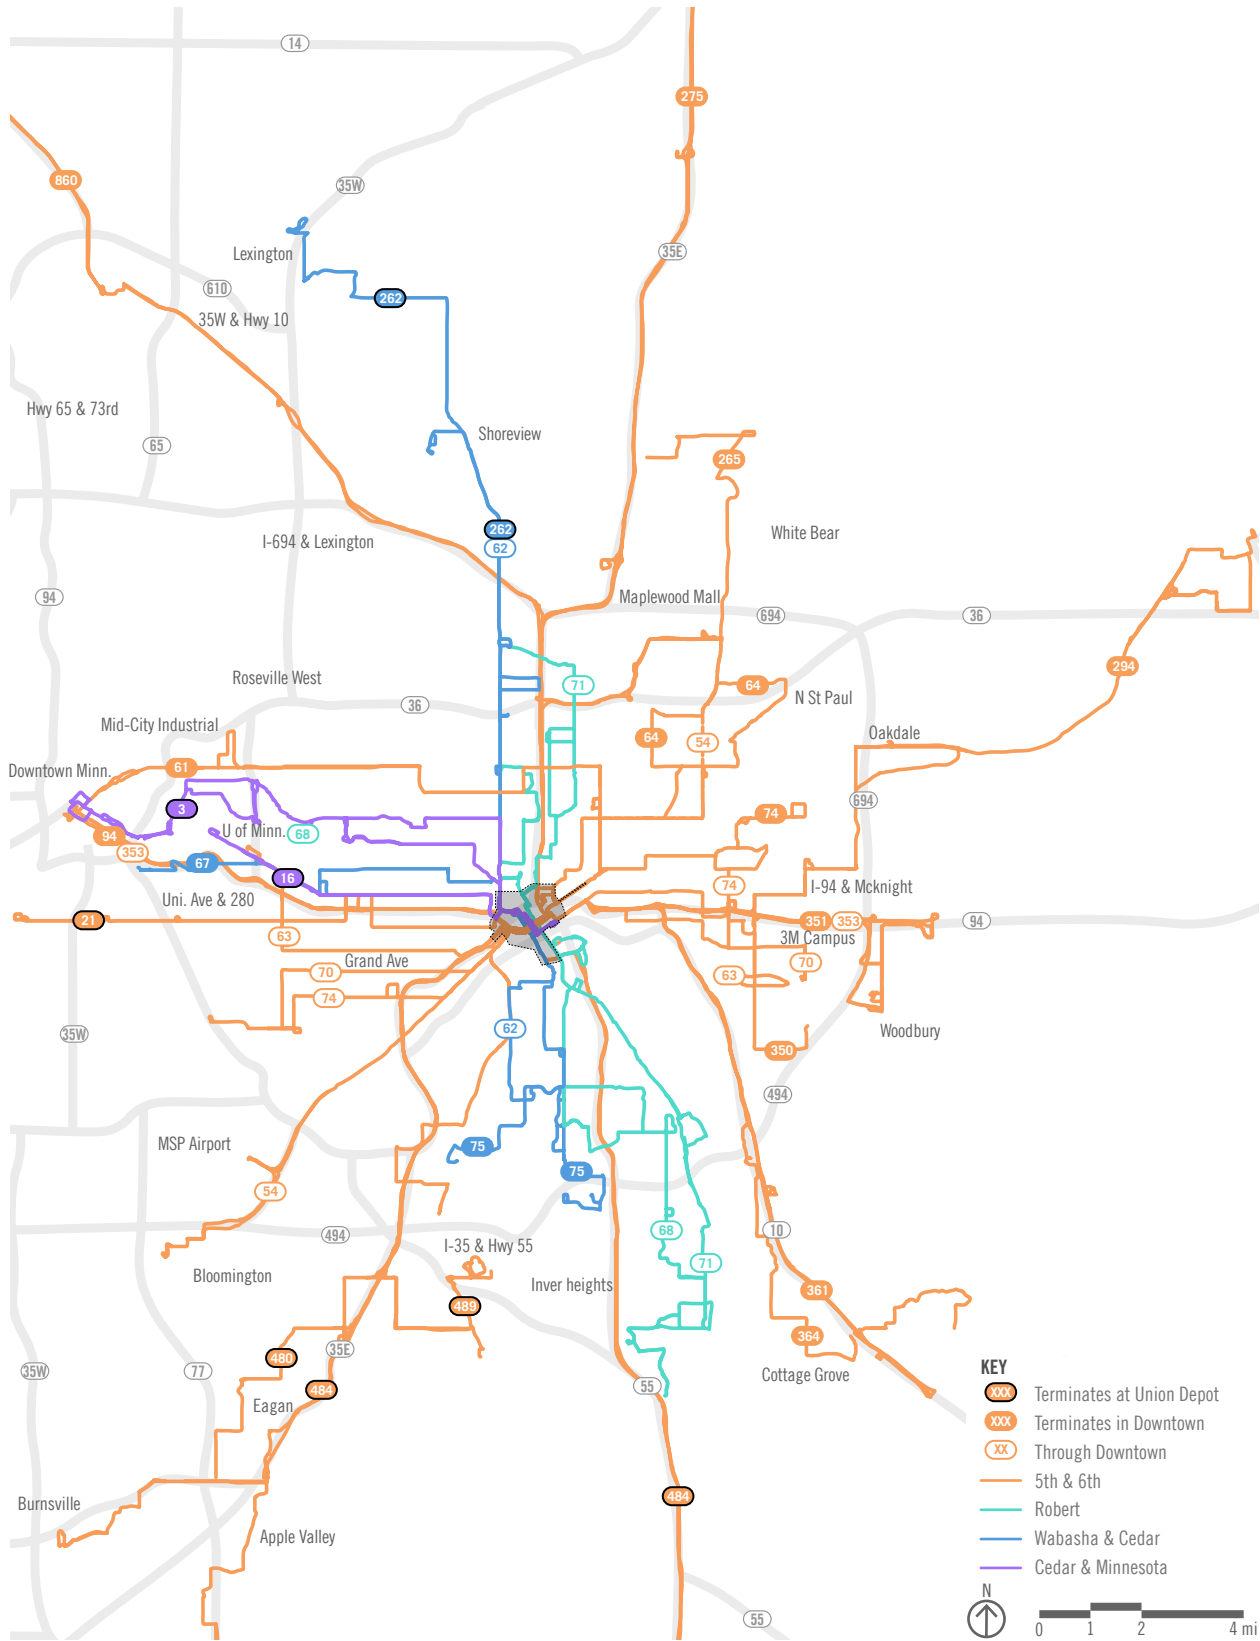 14
275
860
35W
Lexington
35E
610
262
35W & Hwy 10
Hwy 65 & 73rd
65
Shoreview
265
262
62
White Bear
I-694 & Lexington
94
Maplewood Mall
694
36
294
Roseville West
71
64
N St Paul
36
Mid-City Industrial
64
54
Oakdale
Downtown Minn.
61
694
3
74
94
U of Minn.
68
353
67
16
74
I-94 & Mcknight
Uni. Ave & 280
21
351
353
94
63
3M Campus
Grand Ave
70
70
63
74
62
Woodbury
35W
350
494
MSP Airport
75
75
54
494
68
10
I-35 & Hwy 55
71
Bloomington
Inver heights
361
489
364
35E
480
Cottage Grove
35W
77
484
55
Eagan
484
Burnsville
Apple Valley
55
KEY
XXX Terminates at Union Depot
XXX Terminates in Downtown
XX Through Downtown
5th & 6th
Robert
Wabasha & Cedar
Cedar & Minnesota
N
0 1 2 4 mi